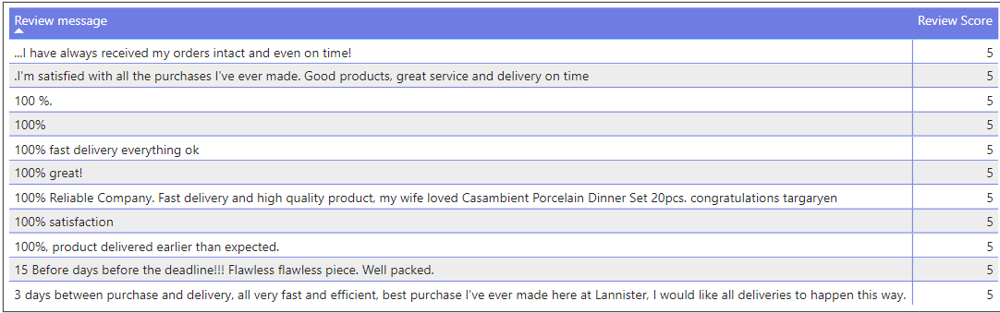 Review message Review Score
...I have always received my orders intact and even on time! 5
.I'm satisfied with all the purchases I've ever made. Good products, great service and delivery on time 5
100 %. 5
100% 5
100% fast delivery everything ok 5
100% great! 5
100% Reliable Company. Fast delivery and high quality product, my wife loved Casambient Porcelain Dinner Set 20pcs. congratulations targaryen 5
100% satisfaction 5
100%, product delivered earlier than expected. 5
15 Before days before the deadline!!! Flawless flawless piece. Well packed. 5
3 days between purchase and delivery, all very fast and efficient, best purchase I've ever made here at Lannister, I would like all deliveries to happen this way. 5